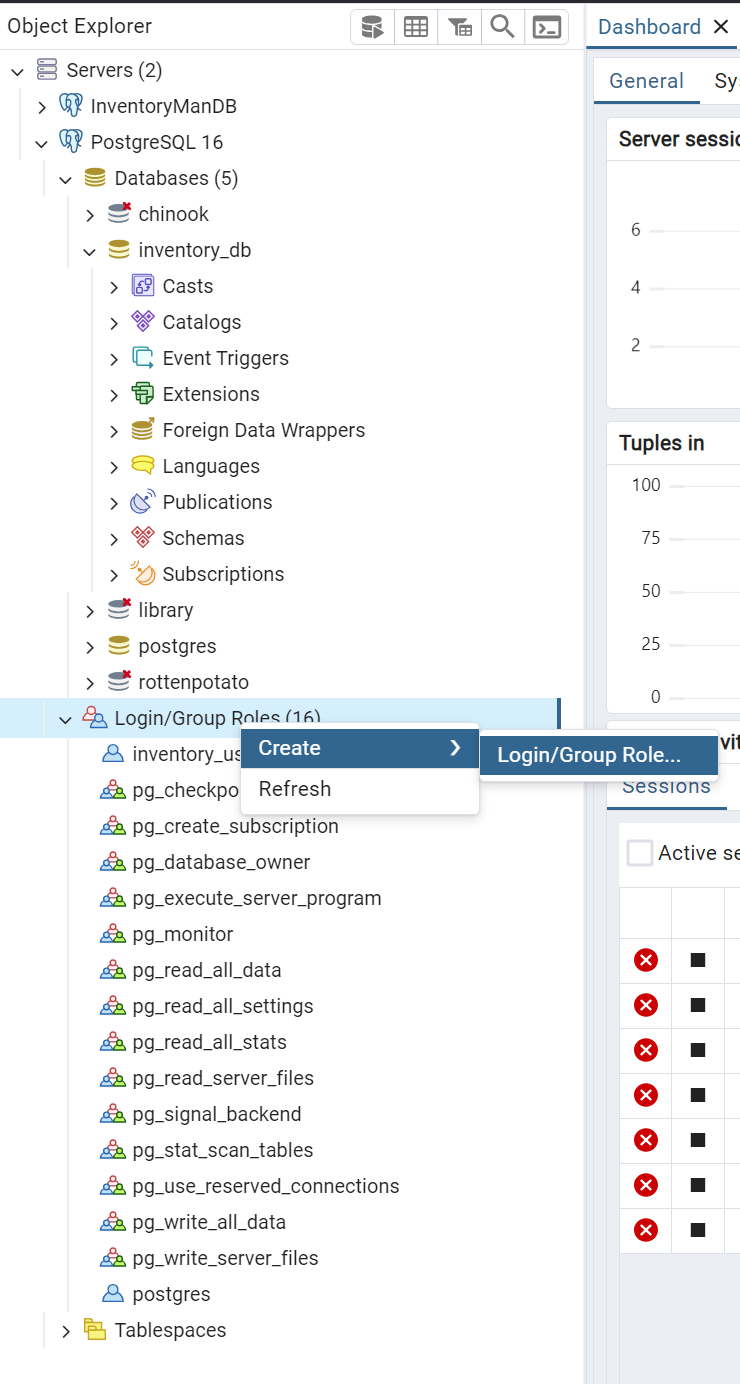 Object Explorer
Servers (2)
InventoryManDB
PostgreSQL 16
Databases (5)
chinook
inventory_db
Casts
Catalogs
Event Triggers
Extensions
Foreign Data Wrappers
Languages
Publications
Schemas
Subscriptions
library
postgres
rottenpotato
Login/Group Roles (16)
inventory_us
pg_checkpo
pg_create_subscription
pg_database_owner
pg_execute_server_program
pg_monitor
pg_read_all_data
pg_read_all_settings
pg_read_all_stats
pg_read_server_files
pg_signal_backend
pg_stat_scan_tables
pg_use_reserved_connections
pg_write_all_data
pg_write_server_files
postgres
Tablespaces
Create
Refresh
Login/Group Role...
Dashboard
General
Sy
Server sessio
6
4
2
Tuples in
100
75
50
25
0
vit
Sessions
Active se